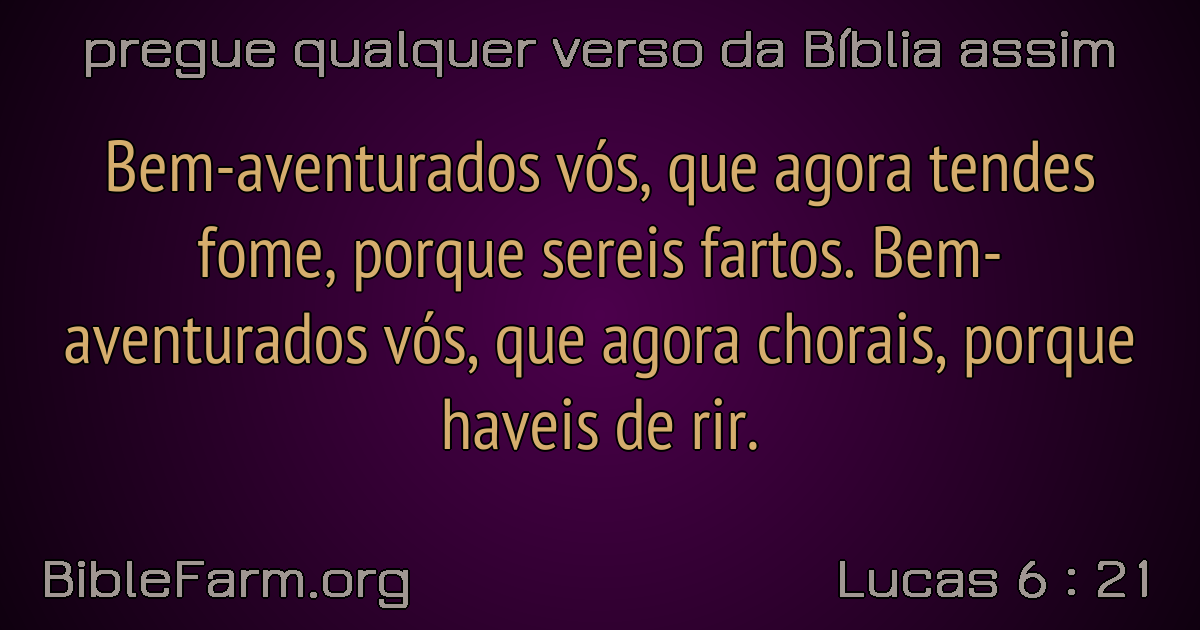 pregue qualquer verso da Bíblia assim
Bem-aventurados vós, que agora tendes
fome, porque sereis fartos. Bem-
aventurados vós, que agora chorais, porque
haveis de rir.
BibleFarm.org
Lucas 6 : 21